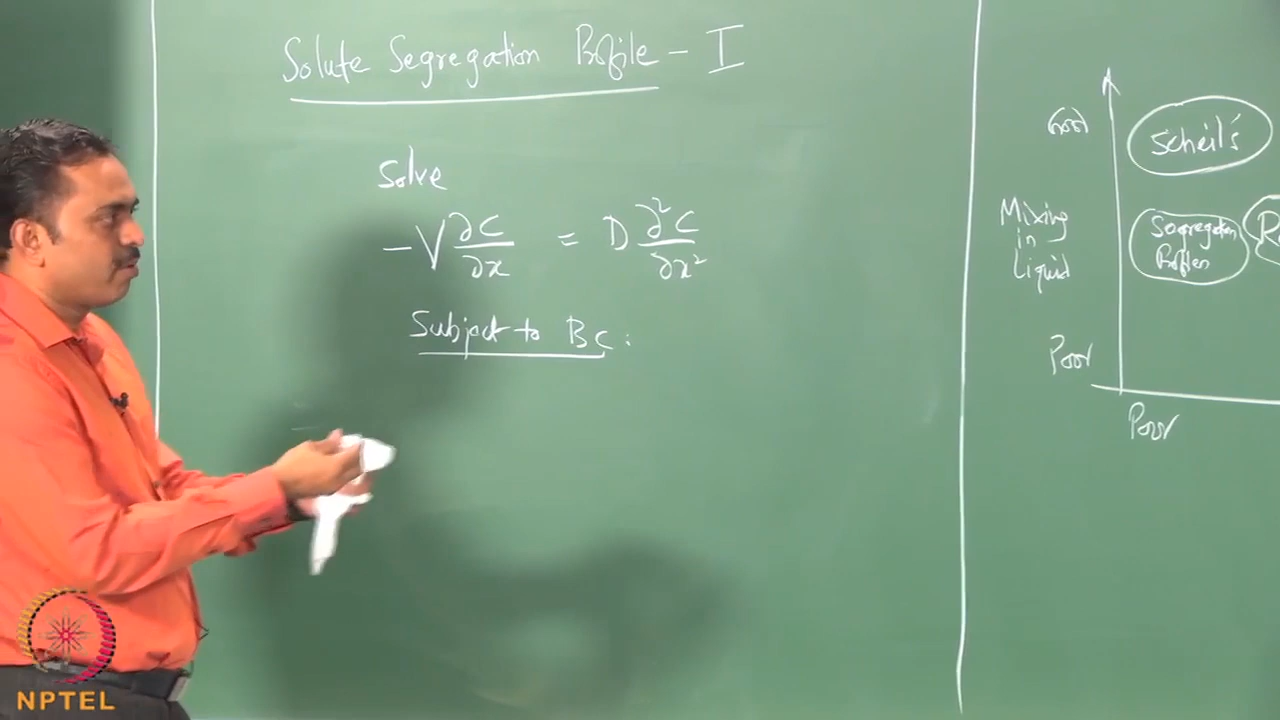 Solute Segregation Profile - I
Solve
-V ∂C/∂x = D ∂²C/∂x²
Subject to BC:
Good
Scheil's
Mixing
in
Liquid
Segregation
Profiles
Poor
Poor
NPTEL